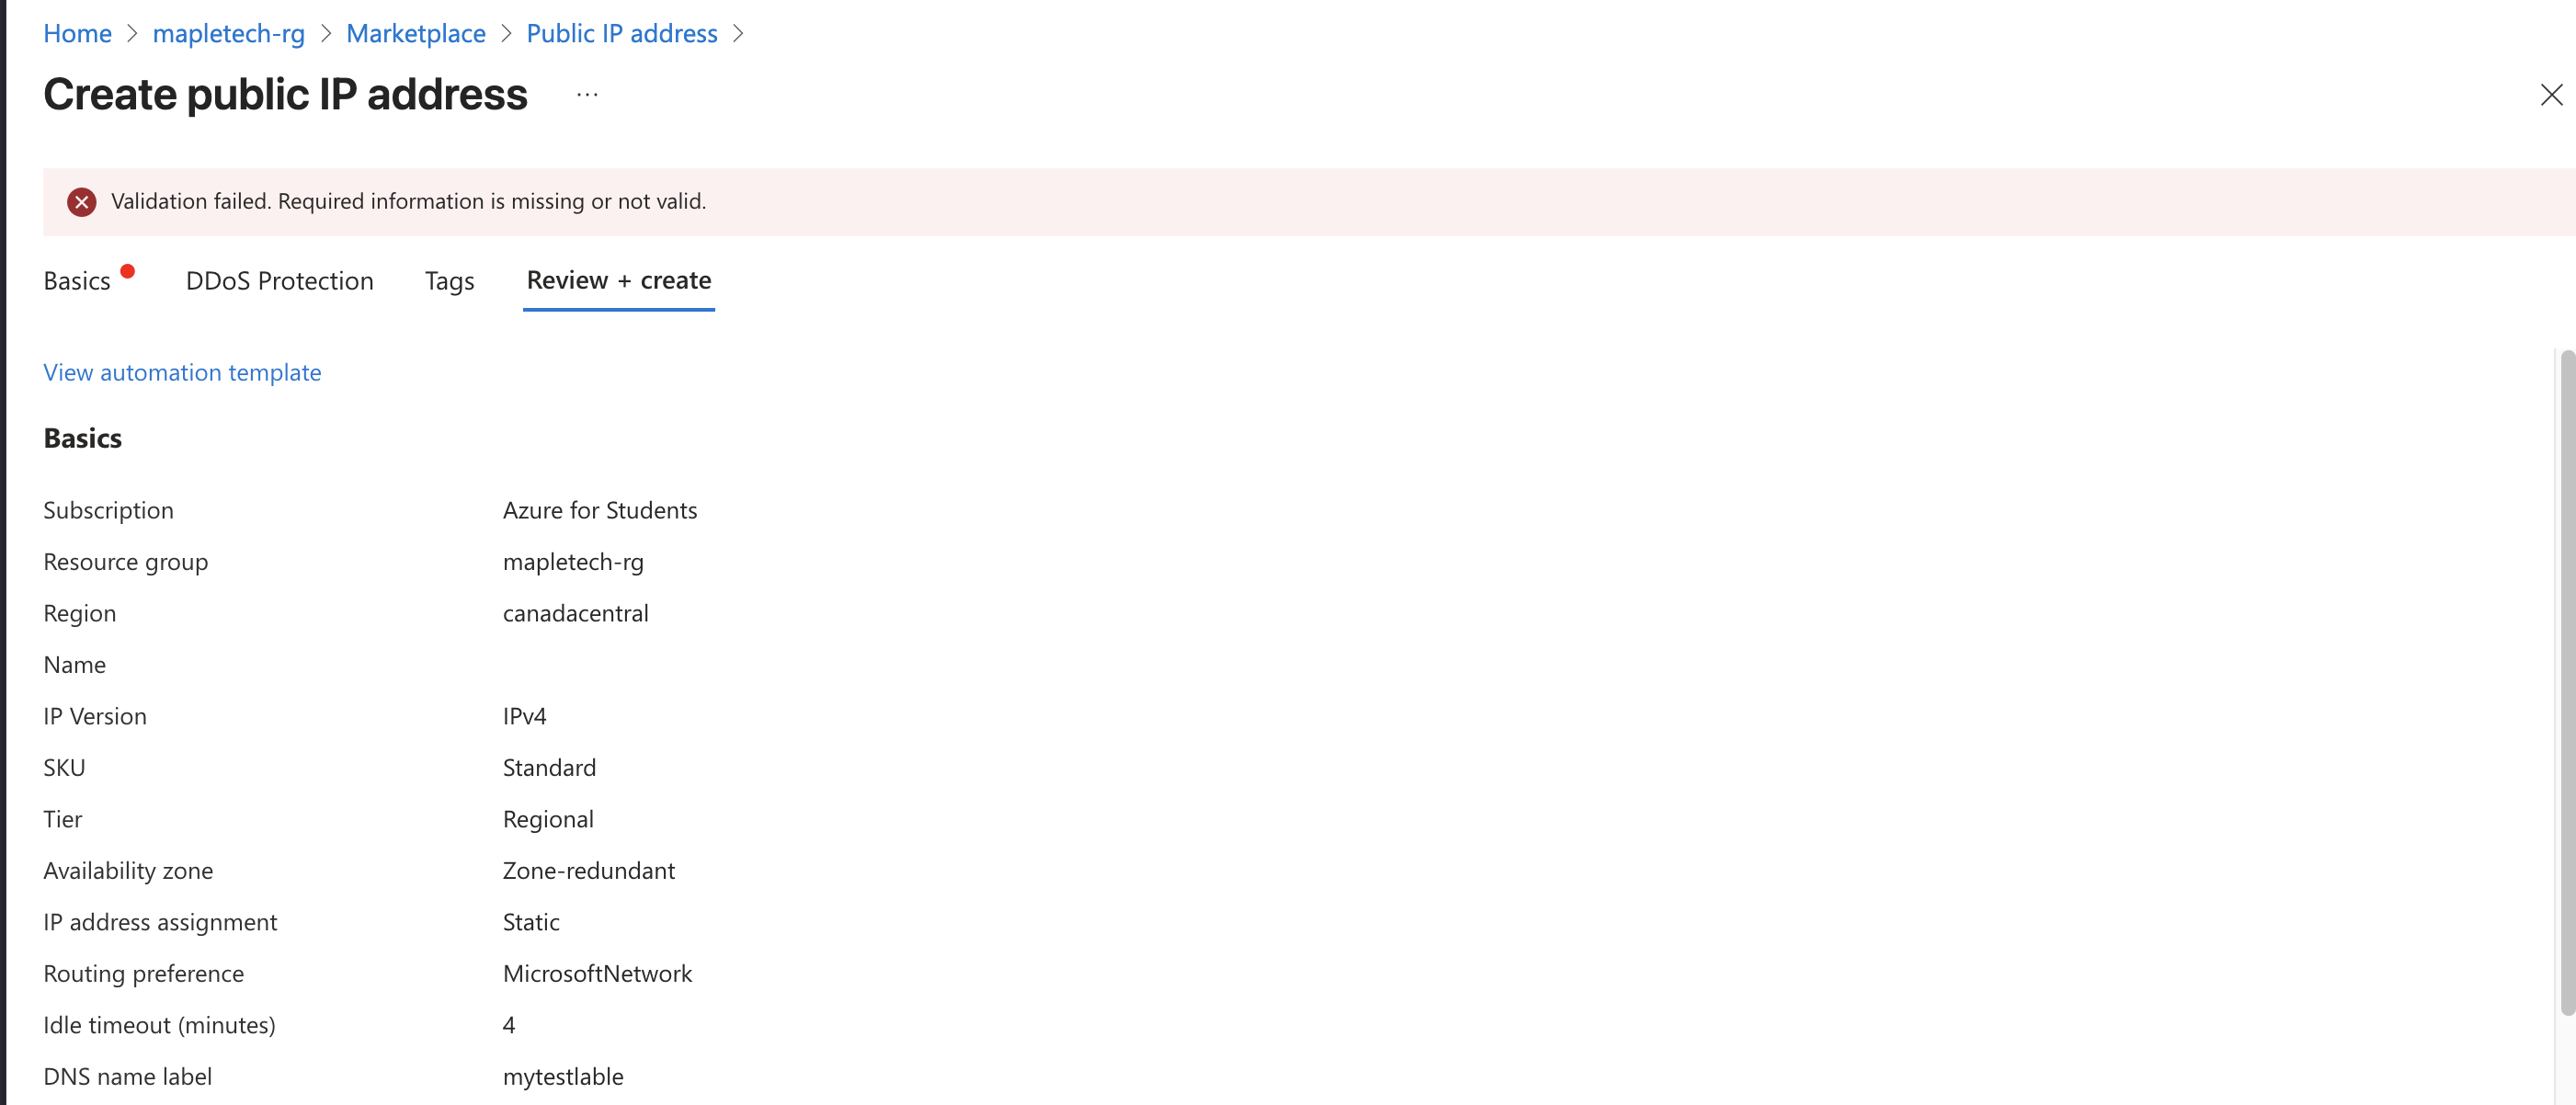 Home > mapletech-rg > Marketplace > Public IP address >
Create public IP address ...
Validation failed. Required information is missing or not valid.
Basics DDoS Protection Tags Review + create
View automation template
Basics
Subscription Azure for Students
Resource group mapletech-rg
Region canadacentral
Name
IP Version IPv4
SKU Standard
Tier Regional
Availability zone Zone-redundant
IP address assignment Static
Routing preference MicrosoftNetwork
Idle timeout (minutes) 4
DNS name label mytestlable